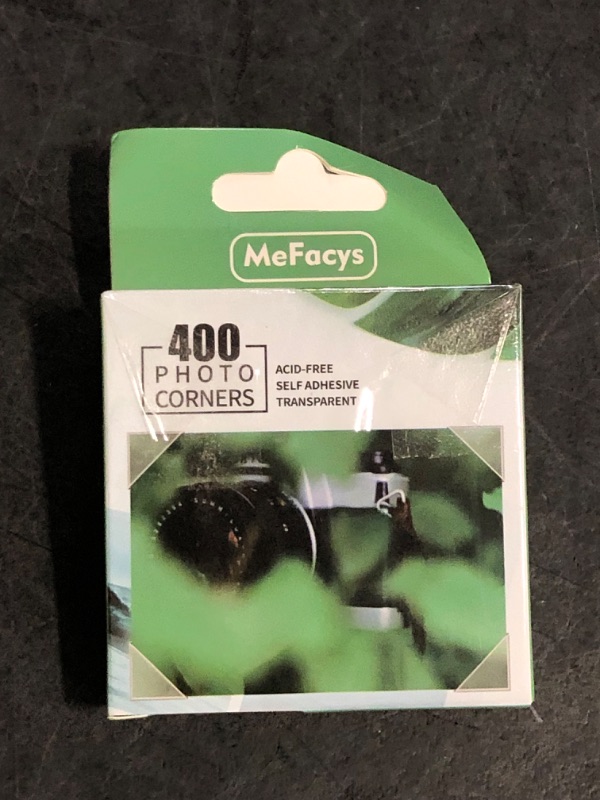 MeFacys
400
PHOTO
CORNERS
ACID-FREE
SELF ADHESIVE
TRANSPARENT